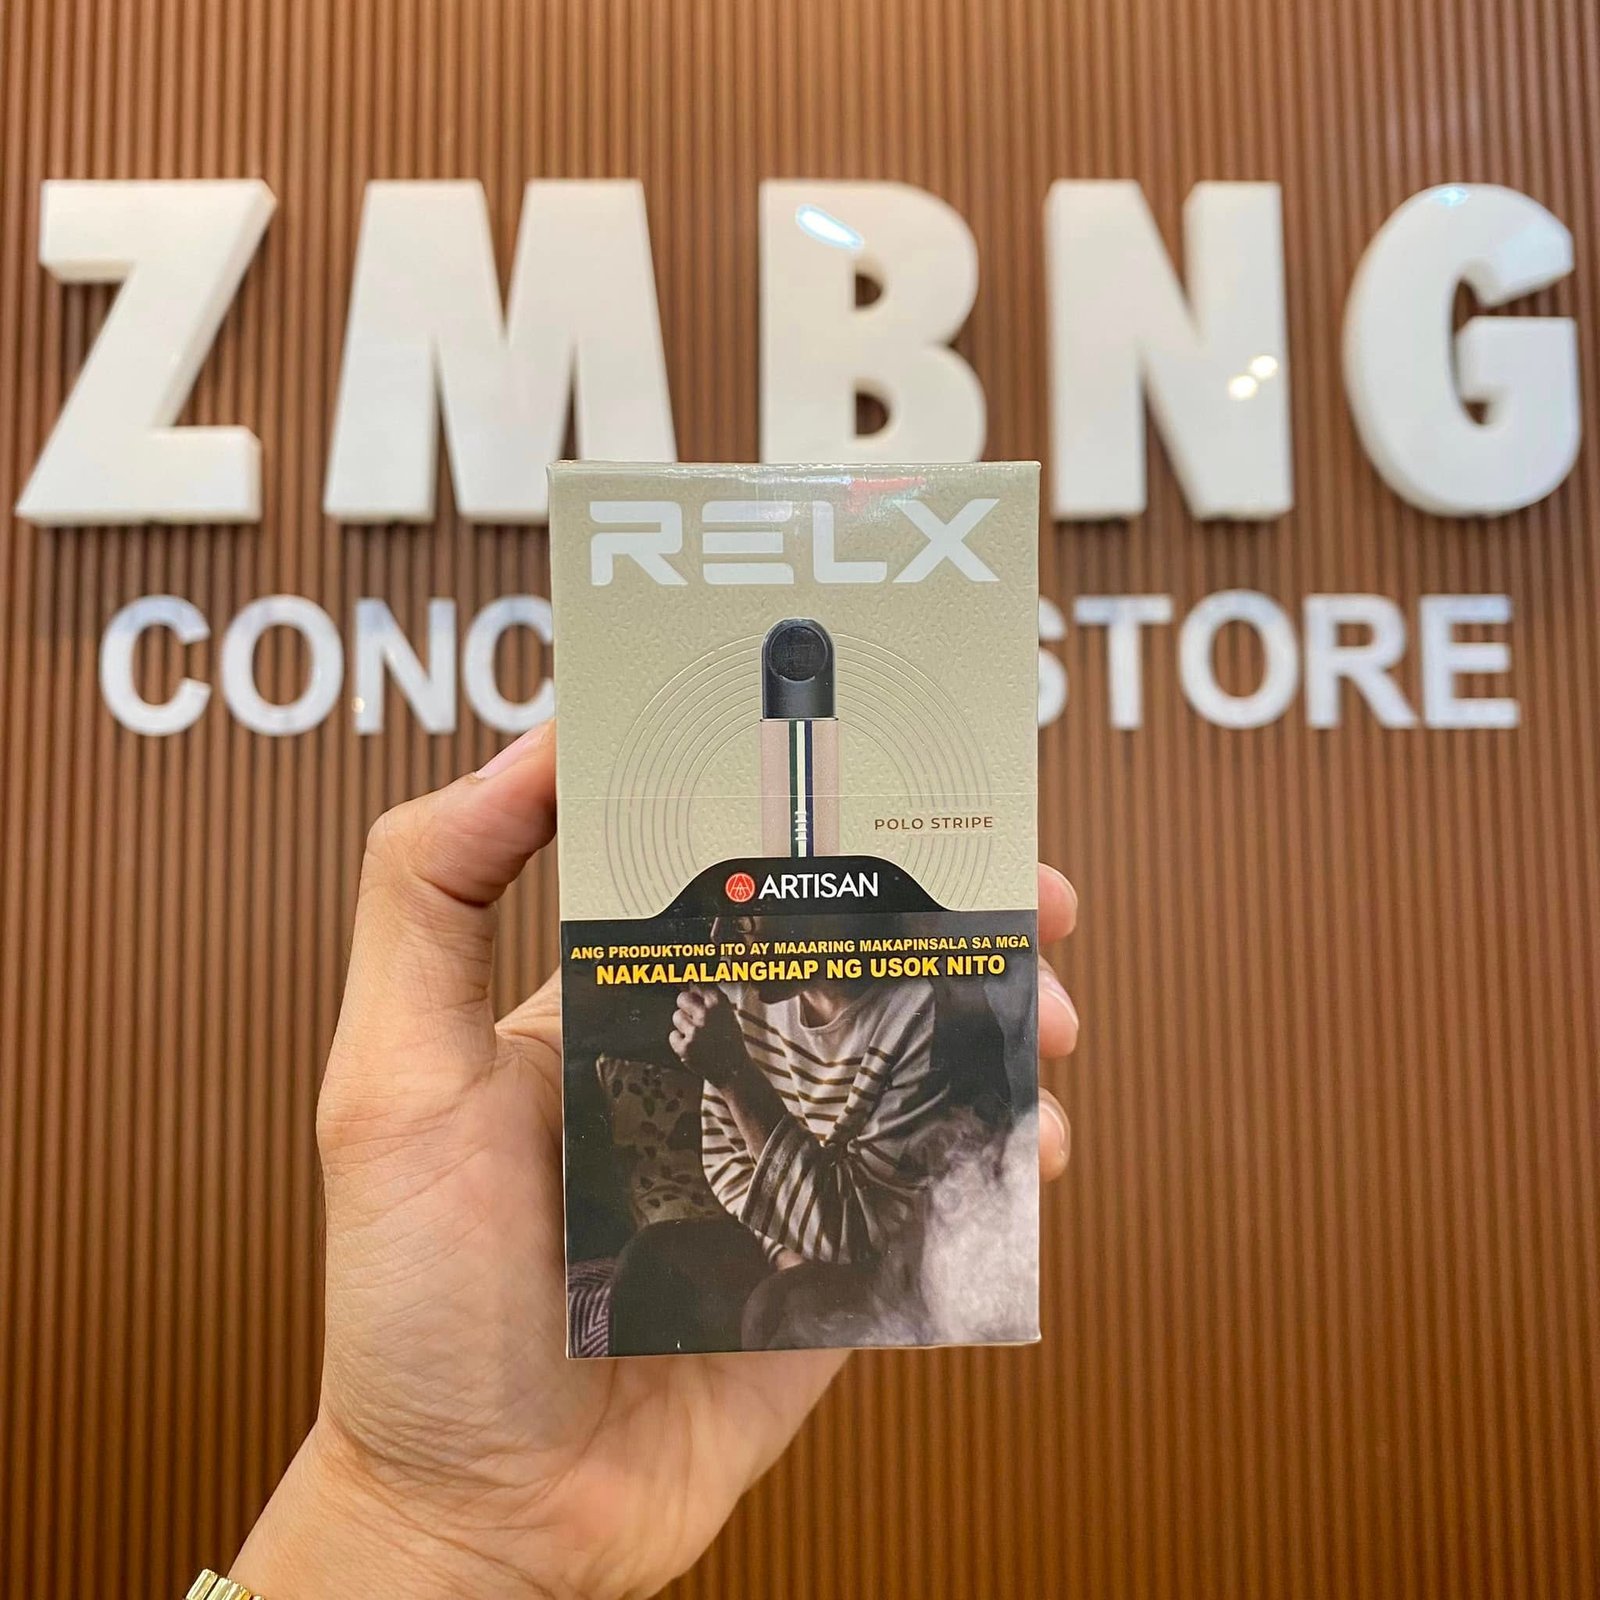 ZMBNG
CONC STORE
RELX
POLO STRIPE
ARTISAN
ANG PRODUKTONG ITO AY MAAARING MAKAPINSALA SA MGA
NAKALALANGHAP NG USOK NITO